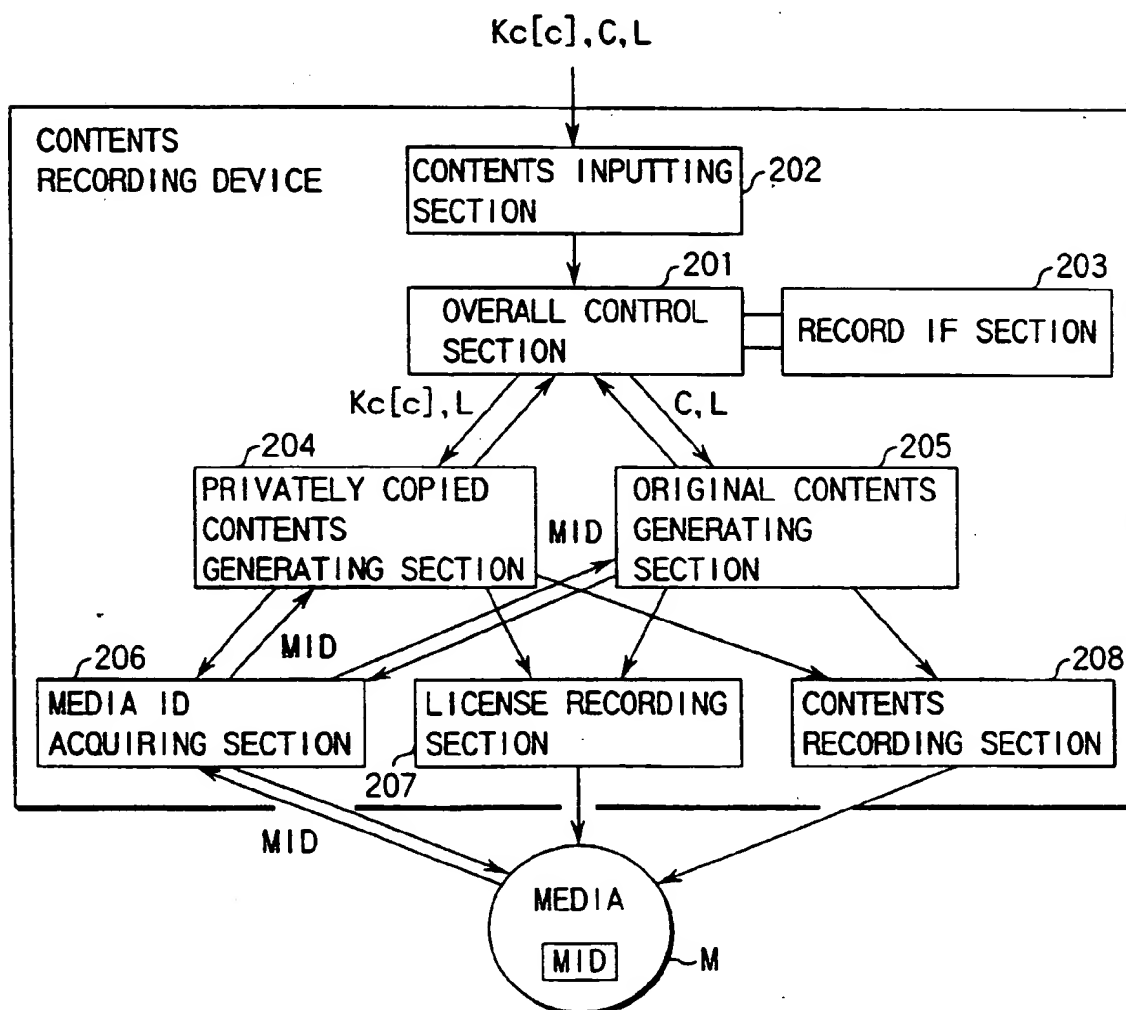 Kc[c],C,L
CONTENTS
RECORDING DEVICE
CONTENTS INPUTTING
SECTION
202
201
OVERALL CONTROL
SECTION
203
RECORD IF SECTION
Kc[c],L
C,L
204
PRIVATELY COPIED
CONTENTS
GENERATING SECTION
MID
205
ORIGINAL CONTENTS
GENERATING
SECTION
MID
206
MEDIA ID
ACQUIRING SECTION
LICENSE RECORDING
SECTION
207
208
CONTENTS
RECORDING SECTION
MID
MEDIA
MID
M